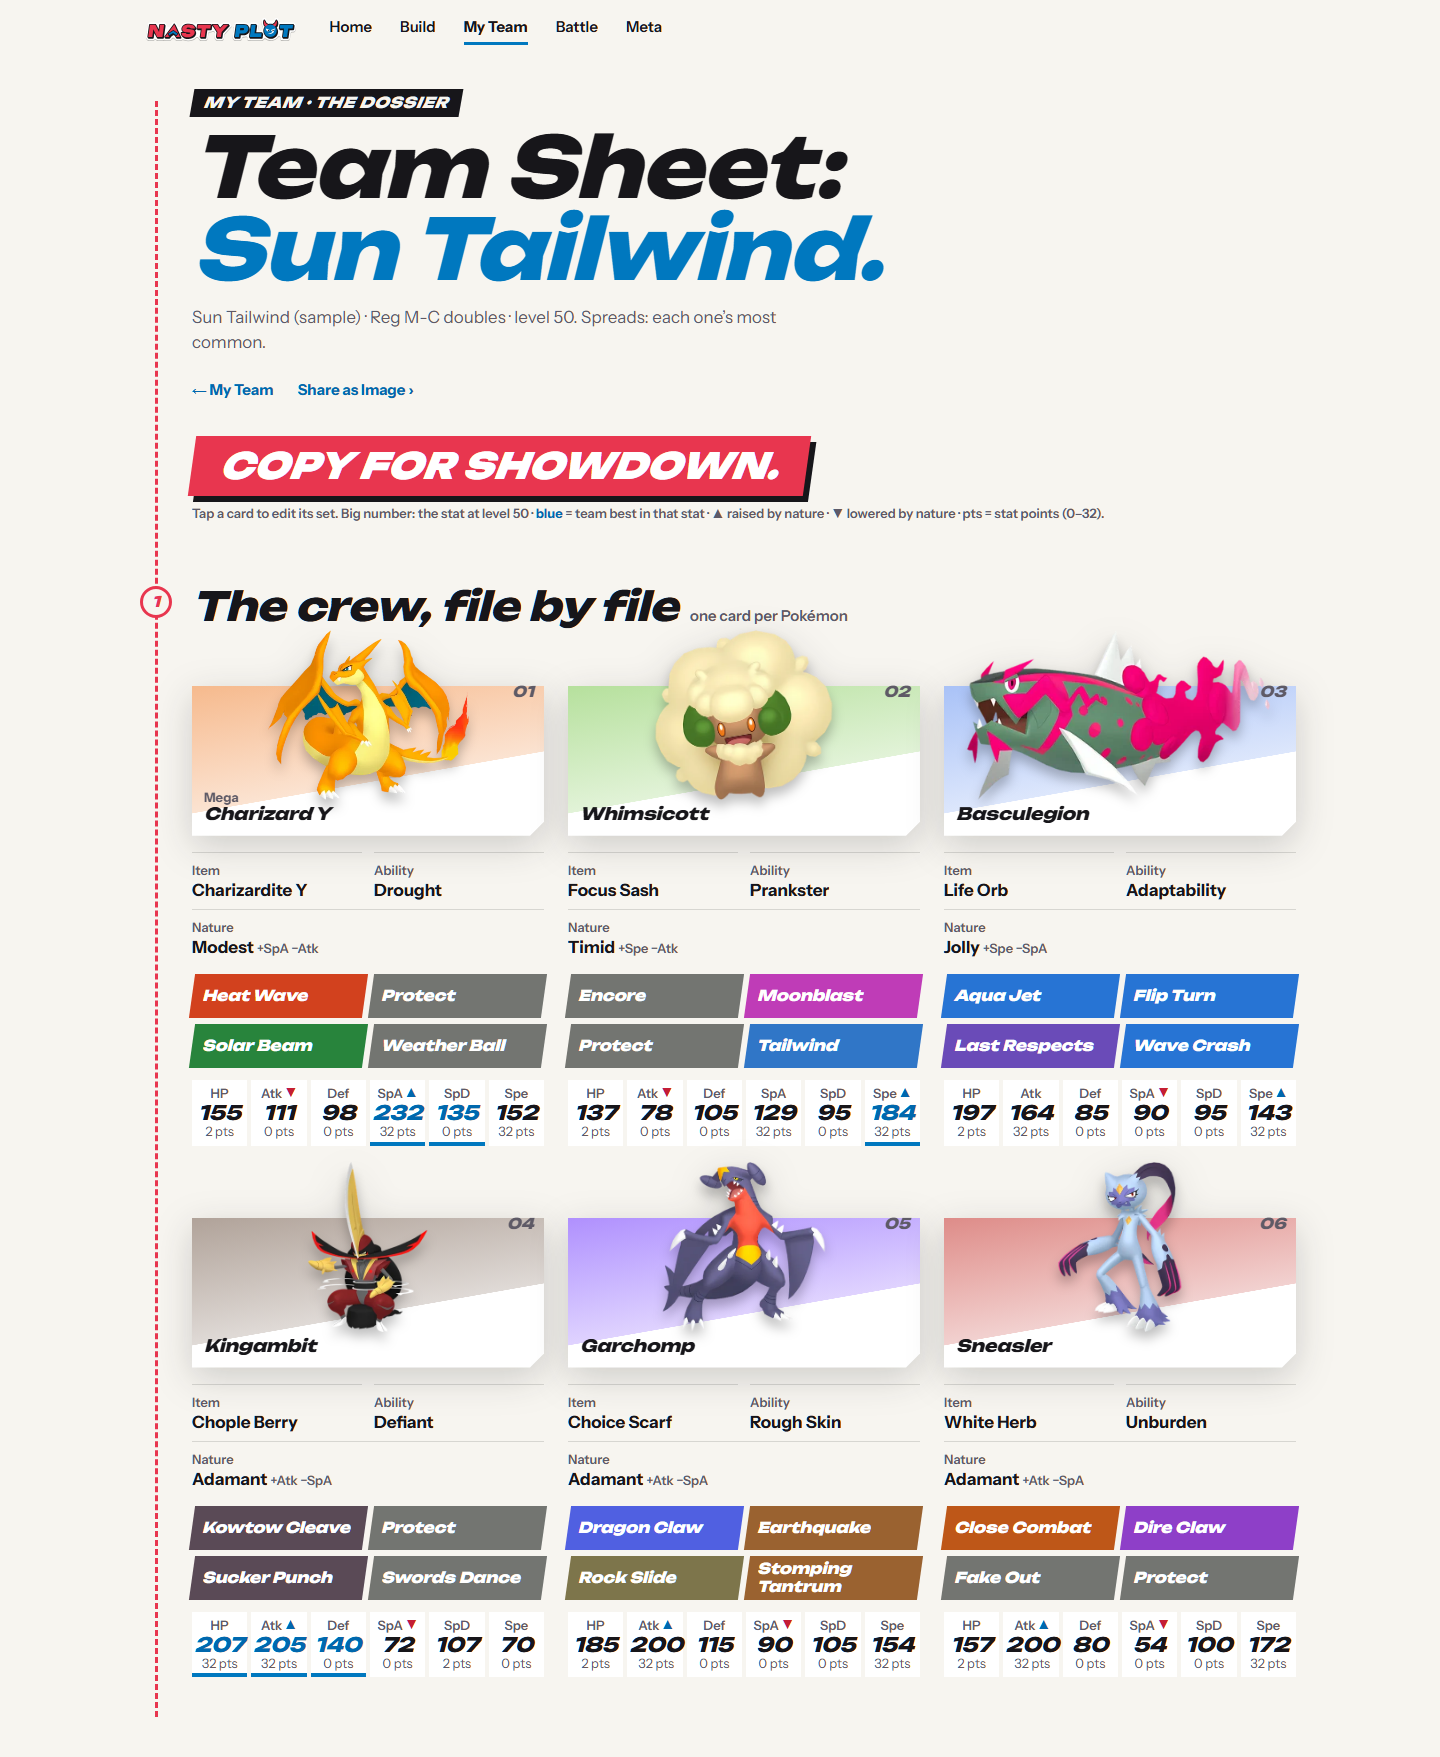 NASTY PLOT Home Build My Team Battle Meta
MY TEAM · THE DOSSIER
Team Sheet:
Sun Tailwind.
Sun Tailwind (sample) · Reg M-C doubles · level 50. Spreads: each one's most
common.
← My Team Share as Image ›
COPY FOR SHOWDOWN.
Tap a card to edit its set. Big number: the stat at level 50 · blue = team best in that stat · ▲ raised by nature · ▼ lowered by nature · pts = stat points (0–32).
1 The crew, file by file one card per Pokémon
01 02 03
Mega
Charizard Y Whimsicott Basculegion
Item Ability Item Ability Item Ability
Charizardite Y Drought Focus Sash Prankster Life Orb Adaptability
Nature Nature Nature
Modest +SpA −Atk Timid +Spe −Atk Jolly +Spe −SpA
Heat Wave Protect Encore Moonblast Aqua Jet Flip Turn
Solar Beam Weather Ball Protect Tailwind Last Respects Wave Crash
HP Atk ▼ Def SpA ▲ SpD Spe HP Atk ▼ Def SpA SpD Spe ▲ HP Atk Def SpA ▼ SpD Spe ▲
155 111 98 232 135 152 137 78 105 129 95 184 197 164 85 90 95 143
2 pts 0 pts 0 pts 32 pts 0 pts 32 pts 2 pts 0 pts 0 pts 32 pts 0 pts 32 pts 2 pts 32 pts 0 pts 0 pts 0 pts 32 pts
04 05 06
Kingambit Garchomp Sneasler
Item Ability Item Ability Item Ability
Chople Berry Defiant Choice Scarf Rough Skin White Herb Unburden
Nature Nature Nature
Adamant +Atk −SpA Adamant +Atk −SpA Adamant +Atk −SpA
Kowtow Cleave Protect Dragon Claw Earthquake Close Combat Dire Claw
Sucker Punch Swords Dance Rock Slide Stomping Tantrum Fake Out Protect
HP Atk ▲ Def SpA ▼ SpD Spe HP Atk ▲ Def SpA ▼ SpD Spe HP Atk ▲ Def SpA ▼ SpD Spe
207 205 140 72 107 70 185 200 115 90 105 154 157 200 80 54 100 172
32 pts 32 pts 0 pts 0 pts 2 pts 0 pts 2 pts 32 pts 0 pts 0 pts 0 pts 32 pts 2 pts 32 pts 0 pts 0 pts 0 pts 32 pts